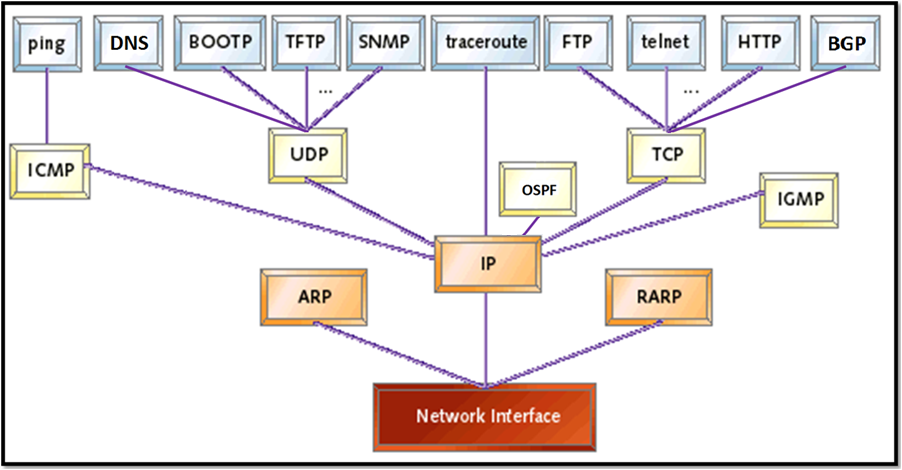 ping
DNS
BOOTP
TFTP
SNMP
traceroute
FTP
telnet
HTTP
BGP
...
...
UDP
TCP
ICMP
OSPF
IGMP
IP
ARP
RARP
Network Interface